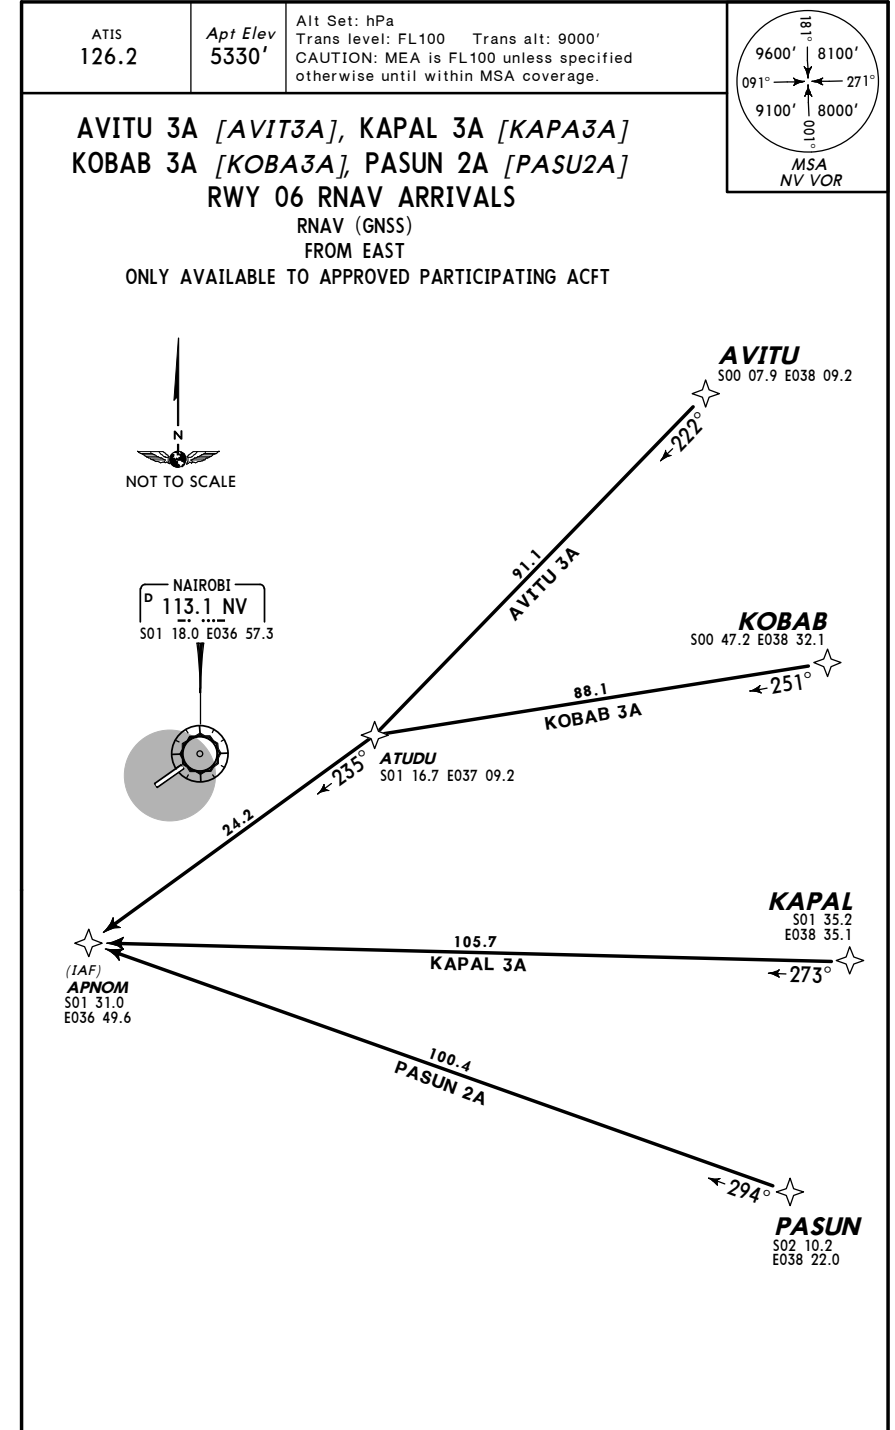 ATIS
126.2
Apt Elev
5330'
Alt Set: hPa
Trans level: FL100 Trans alt: 9000'
CAUTION: MEA is FL100 unless specified
otherwise until within MSA coverage.
181°
9600' 8100'
091° 271°
9100' 8000'
001°
MSA
NV VOR
AVITU 3A [AVIT3A], KAPAL 3A [KAPA3A]
KOBAB 3A [KOBA3A], PASUN 2A [PASU2A]
RWY 06 RNAV ARRIVALS
RNAV (GNSS)
FROM EAST
ONLY AVAILABLE TO APPROVED PARTICIPATING ACFT
AVITU
S00 07.9 E038 09.2
222°
N
NOT TO SCALE
91.1
AVITU 3A
NAIROBI
D 113.1 NV
S01 18.0 E036 57.3
KOBAB
S00 47.2 E038 32.1
251°
88.1
KOBAB 3A
ATUDU
S01 16.7 E037 09.2
235°
24.2
KAPAL
S01 35.2
E038 35.1
273°
105.7
KAPAL 3A
(IAF)
APNOM
S01 31.0
E036 49.6
100.4
PASUN 2A
294°
PASUN
S02 10.2
E038 22.0